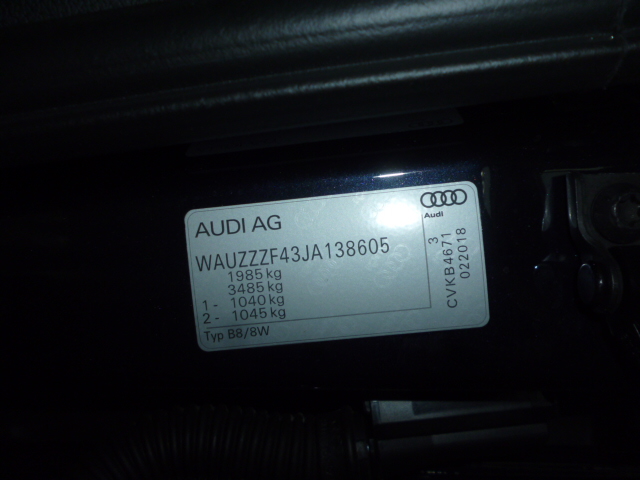 AUDI AG
Audi
WAUZZZF43JA138605
1985 kg
3485 kg
1 - 1040 kg
2 - 1045 kg
Typ B8/8W
3
CVKB4671
022018